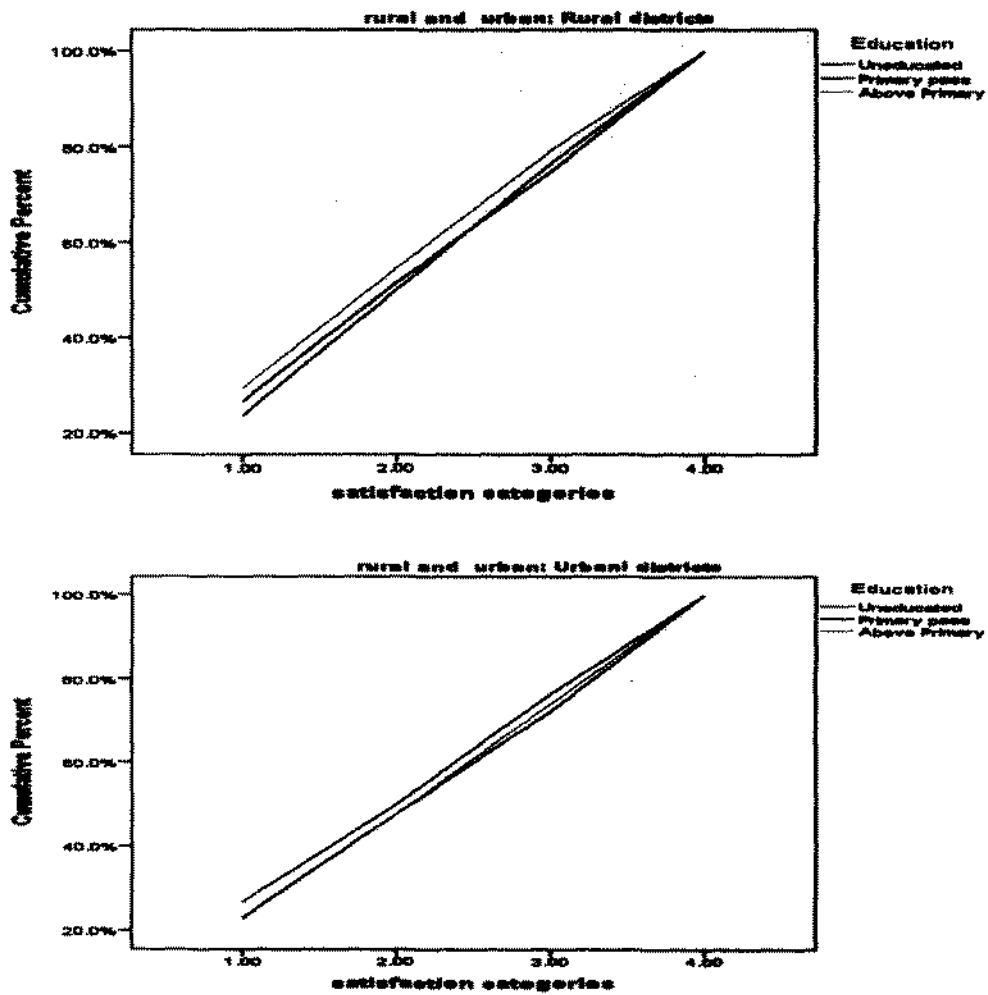 rural and urban: Rural districts
Education
Uneducated
Primary pass
Above Primary
100.0%
80.0%
60.0%
40.0%
20.0%
Cumulative Percent
1.00
2.00
3.00
4.00
satisfaction categories
rural and urban: Urbanl districts
Education
Uneducated
Primary pass
Above Primary
100.0%
80.0%
60.0%
40.0%
20.0%
Cumulative Percent
1.00
2.00
3.00
4.00
satisfaction categories